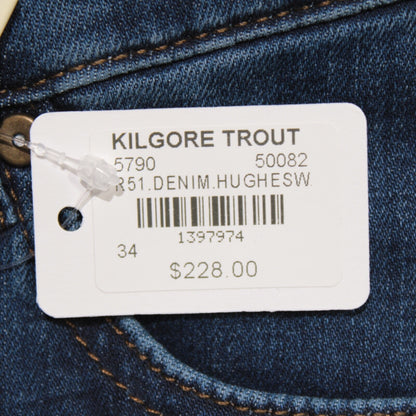 KILGORE TROUT
5790 50082
R51.DENIM.HUGHESW
1397974
34
$228.00